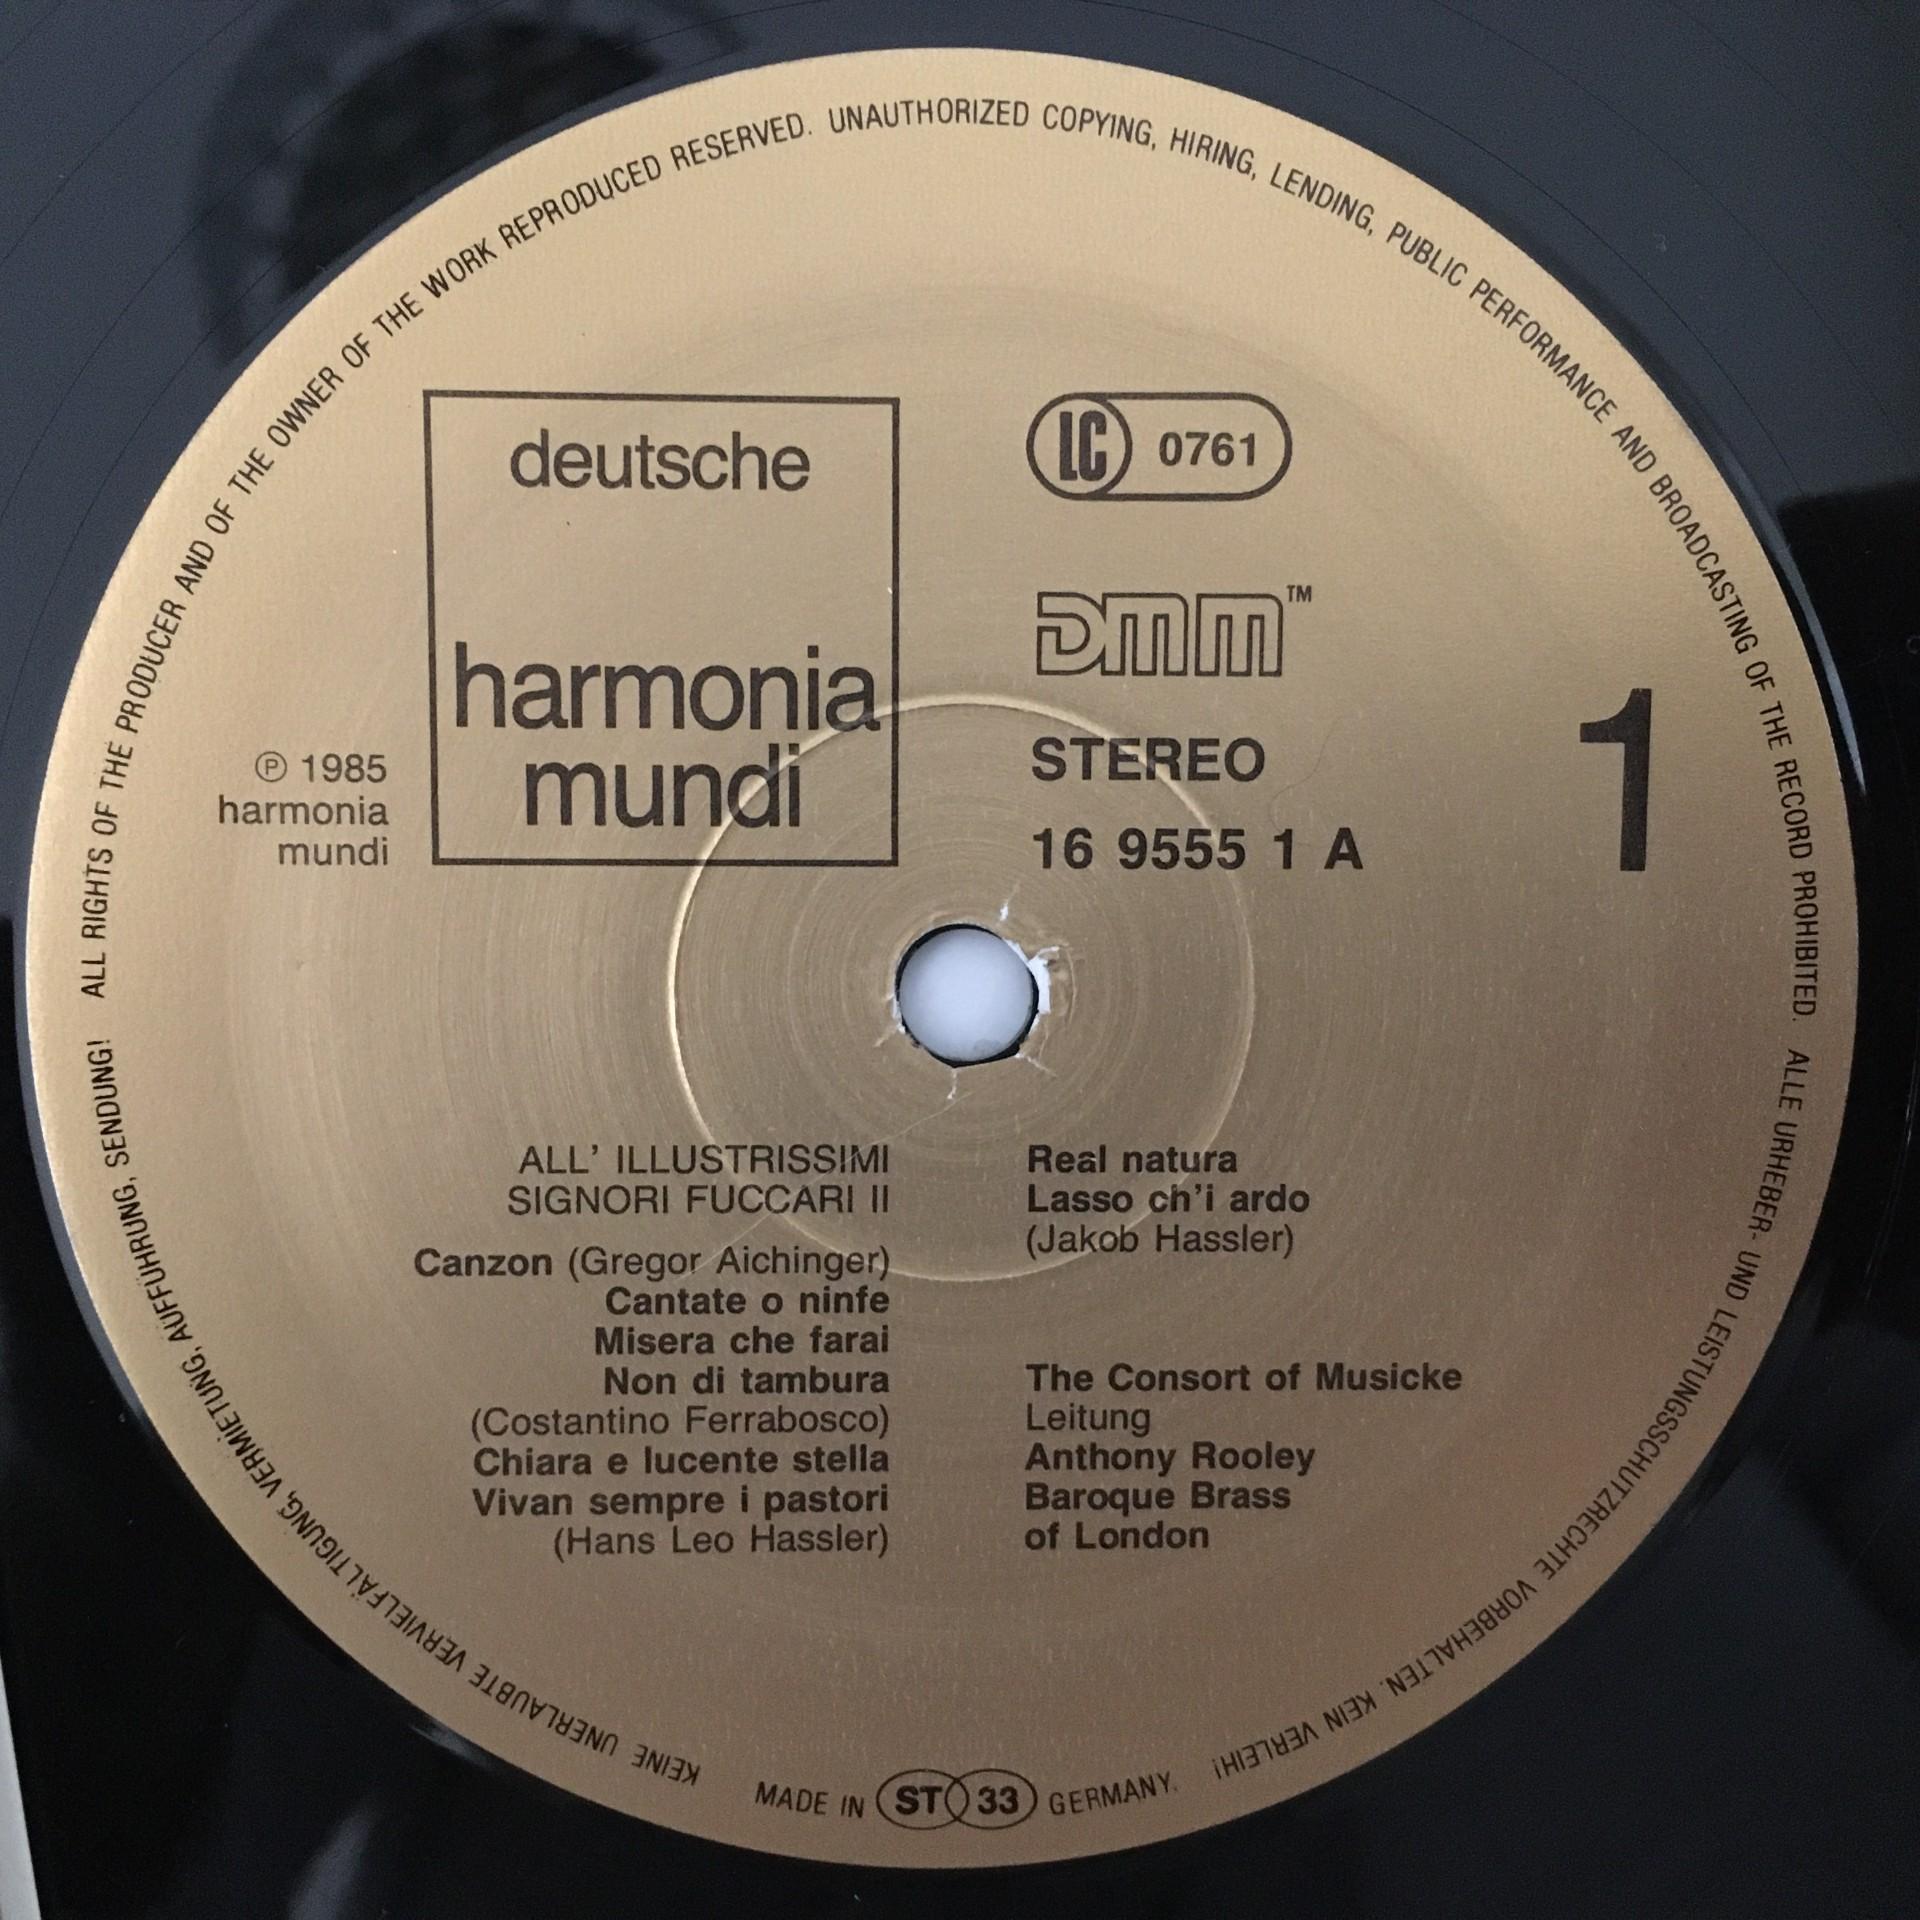 ALL RIGHTS OF THE PRODUCER AND OF THE OWNER OF THE WORK REPRODUCED RESERVED. UNAUTHORIZED COPYING, HIRING, LENDING, PUBLIC PERFORMANCE AND BROADCASTING OF THE RECORD PROHIBITED.
ALLE URHEBER- UND LEISTUNGSSCHUTZRECHTE VORBEHALTEN. KEIN VERLEIH!
KEINE UNERLAUBTE VERVIELFÄLTIGUNG, VERMIETUNG, AUFFÜHRUNG, SENDUNG!
deutsche
harmonia
mundi
℗ 1985
harmonia
mundi
LC 0761
DMM™
STEREO
16 9555 1 A
1
ALL' ILLUSTRISSIMI
SIGNORI FUCCARI II
Canzon (Gregor Aichinger)
Cantate o ninfe
Misera che farai
Non di tambura
(Costantino Ferrabosco)
Chiara e lucente stella
Vivan sempre i pastori
(Hans Leo Hassler)
Real natura
Lasso ch'i ardo
(Jakob Hassler)
The Consort of Musicke
Leitung
Anthony Rooley
Baroque Brass
of London
MADE IN ST 33 GERMANY.